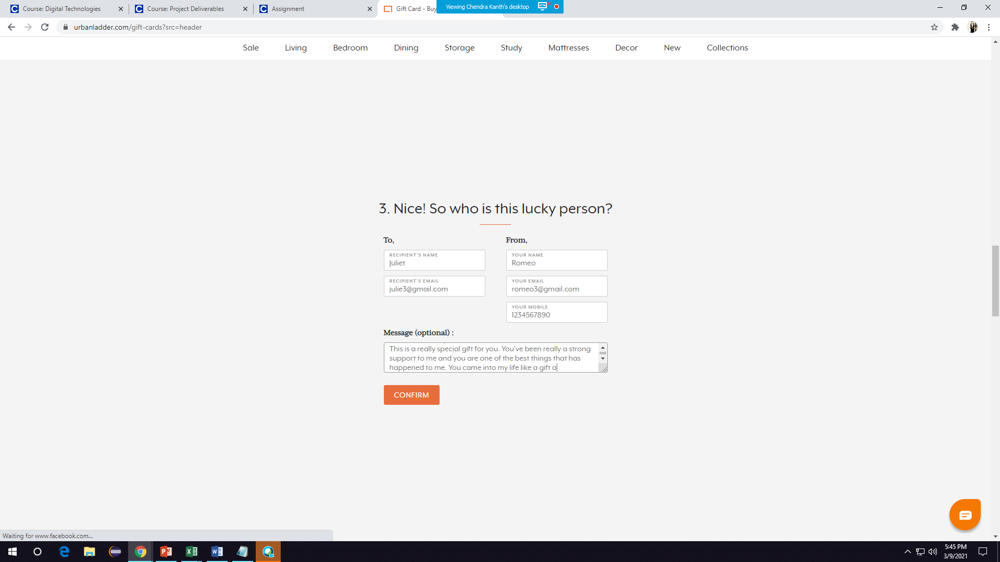 Course: Digital Technologies
Course: Project Deliverables
Assignment
Gift Card - Buy
Viewing Chendra Kanth's desktop
urbanladder.com/gift-cards?src=header
Sale Living Bedroom Dining Storage Study Mattresses Decor New Collections
3. Nice! So who is this lucky person?
To,
From,
RECIPIENT'S NAME
Juliet
YOUR NAME
Romeo
RECIPIENT'S EMAIL
julie3@gmail.com
YOUR EMAIL
romeo3@gmail.com
YOUR MOBILE
1234567890
Message (optional) :
This is a really special gift for you. You've been really a strong
support to me and you are one of the best things that has
happened to me. You came into my life like a gift a
CONFIRM
Waiting for www.facebook.com...
5:45 PM
3/9/2021